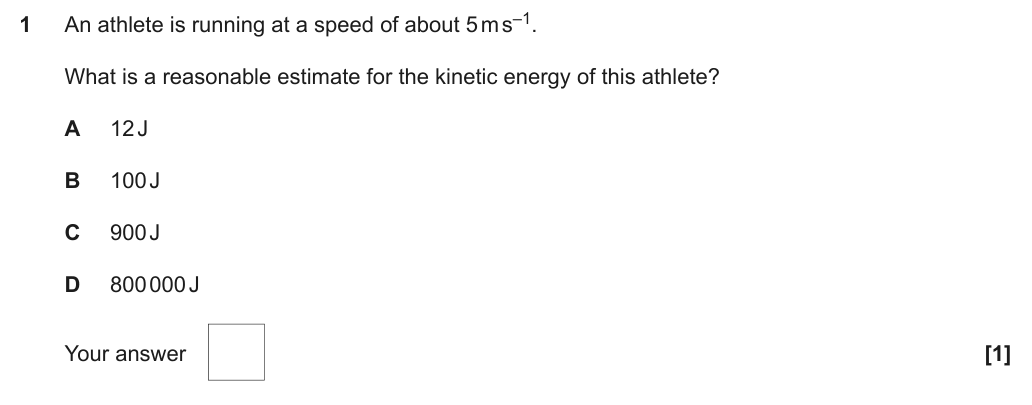 1 An athlete is running at a speed of about 5 m s⁻¹.
What is a reasonable estimate for the kinetic energy of this athlete?
A 12 J
B 100 J
C 900 J
D 800 000 J
Your answer [1]